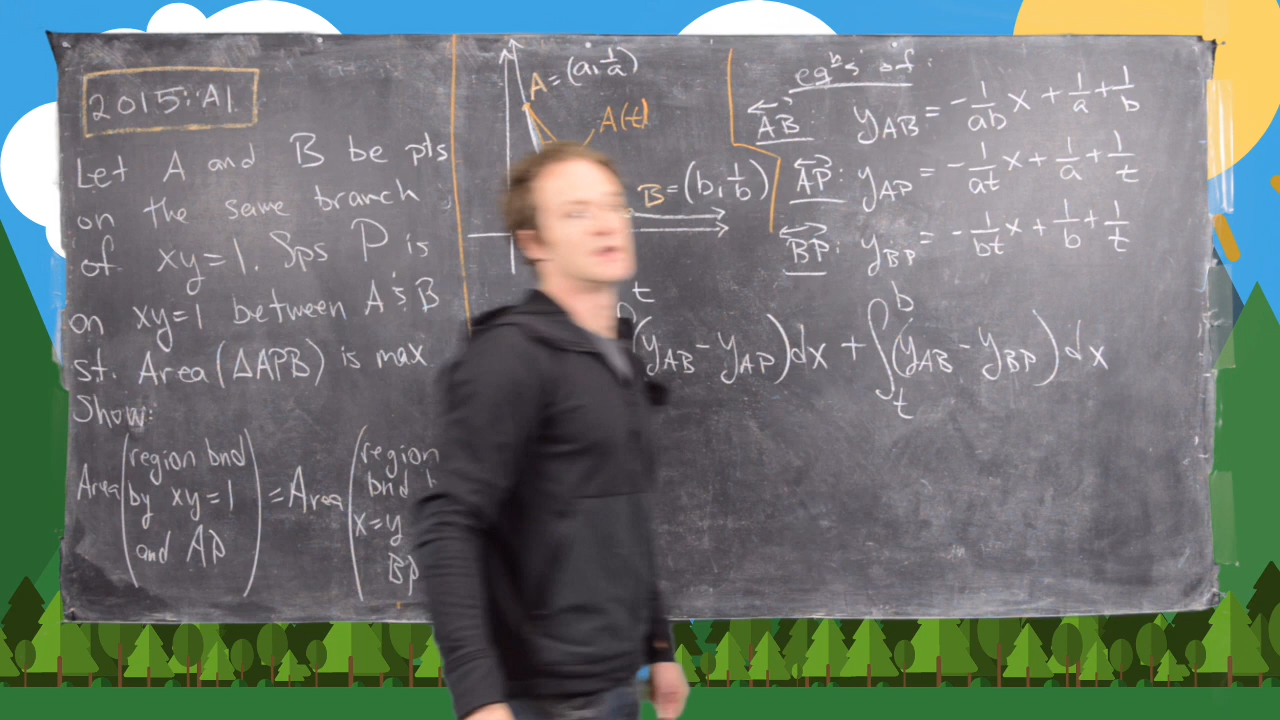 2015: A1.
Let A and B be pts
on the same branch
of xy=1. Sps P is
on xy=1 between A & B
st. Area(ΔAPB) is max
Show:
Area(region bnd by xy=1 and AP) = Area(region bnd
x=y
BP
A=(a,1/a)
A(t)
B=(b,1/b)
eqn's of:
AB: y_AB = -1/ab x + 1/a + 1/b
AP: y_AP = -1/at x + 1/a + 1/t
BP: y_BP = -1/bt x + 1/b + 1/t
∫^t (y_AB - y_AP)dx + ∫_t^b (y_AB - y_BP)dx